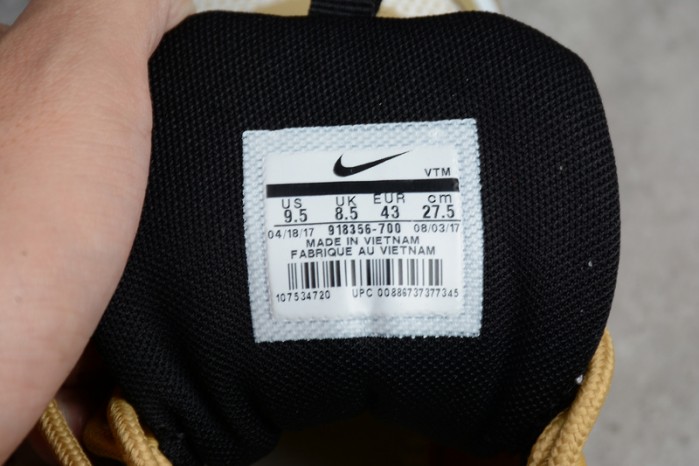 VTM
US UK EUR cm
9.5 8.5 43 27.5
04/18/17 918356-700 08/03/17
MADE IN VIETNAM
FABRIQUE AU VIETNAM
107534720 UPC 00886737377345